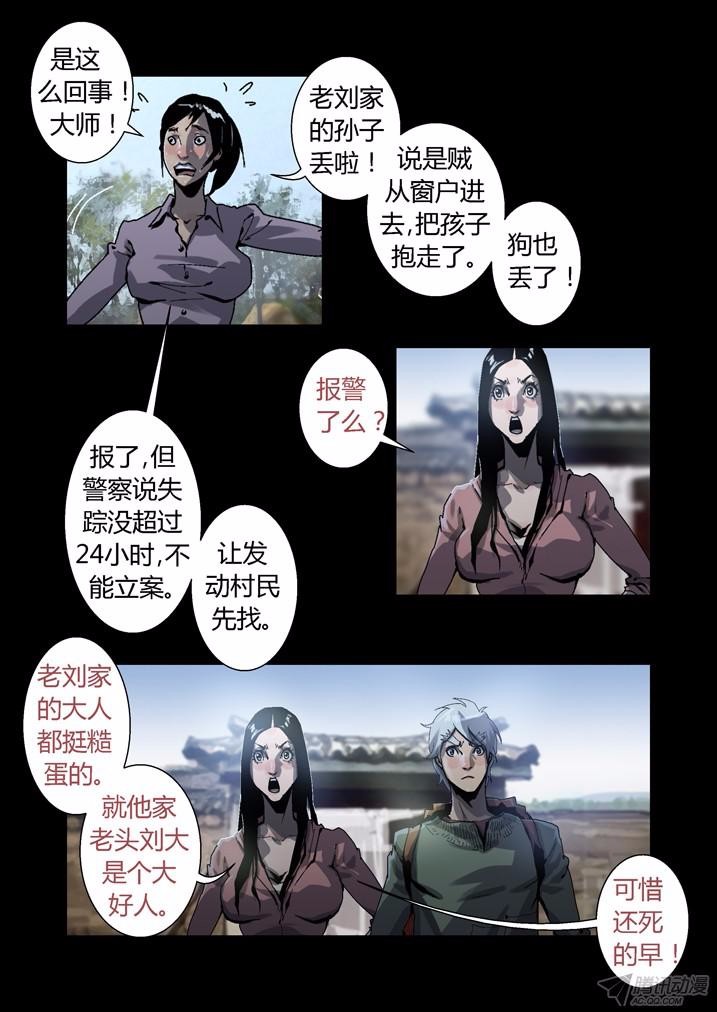 是这
么回事！
大师！
老刘家
的孙子
丢啦！
说是贼
从窗户进
去,把孩子
抱走了。
狗也
丢了！
报警
了么？
报了,但
警察说失
踪没超过
24小时,不
能立案。
让发
动村民
先找。
老刘家
的大人
都挺糙
蛋的。
就他家
老头刘大
是个大
好人。
可惜
还死
的早！
腾讯动漫
AC.QQ.COM